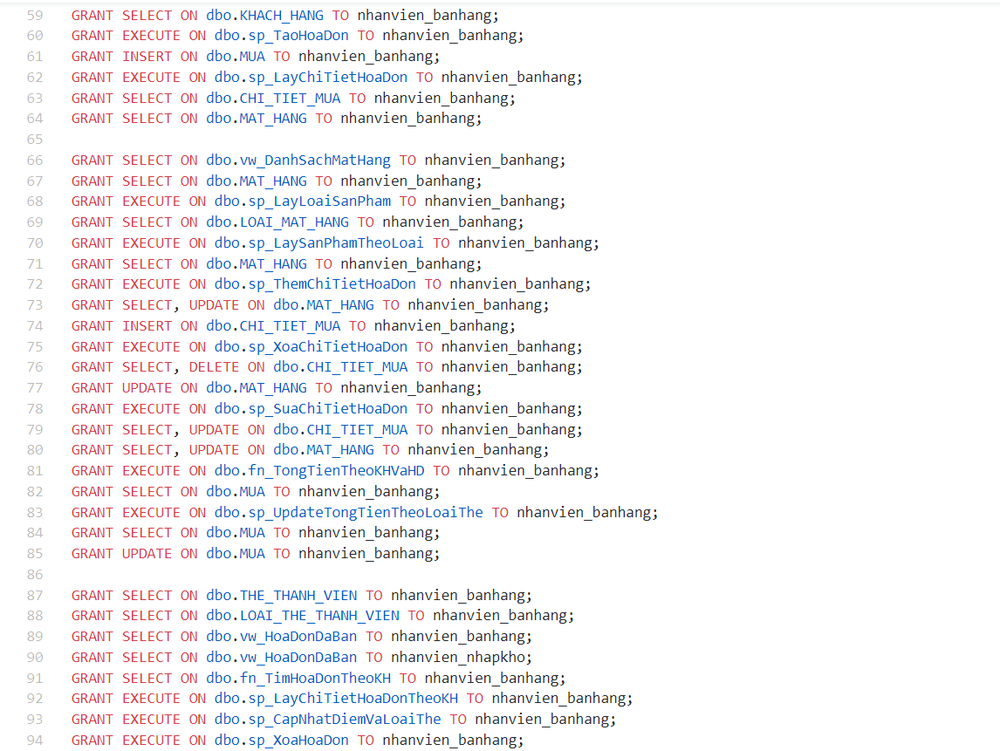 59 GRANT SELECT ON dbo.KHACH_HANG TO nhanvien_banhang;
60 GRANT EXECUTE ON dbo.sp_TaoHoaDon TO nhanvien_banhang;
61 GRANT INSERT ON dbo.MUA TO nhanvien_banhang;
62 GRANT EXECUTE ON dbo.sp_LayChiTietHoaDon TO nhanvien_banhang;
63 GRANT SELECT ON dbo.CHI_TIET_MUA TO nhanvien_banhang;
64 GRANT SELECT ON dbo.MAT_HANG TO nhanvien_banhang;
65
66 GRANT SELECT ON dbo.vw_DanhSachMatHang TO nhanvien_banhang;
67 GRANT SELECT ON dbo.MAT_HANG TO nhanvien_banhang;
68 GRANT EXECUTE ON dbo.sp_LayLoaiSanPham TO nhanvien_banhang;
69 GRANT SELECT ON dbo.LOAI_MAT_HANG TO nhanvien_banhang;
70 GRANT EXECUTE ON dbo.sp_LaySanPhamTheoLoai TO nhanvien_banhang;
71 GRANT SELECT ON dbo.MAT_HANG TO nhanvien_banhang;
72 GRANT EXECUTE ON dbo.sp_ThemChiTietHoaDon TO nhanvien_banhang;
73 GRANT SELECT, UPDATE ON dbo.MAT_HANG TO nhanvien_banhang;
74 GRANT INSERT ON dbo.CHI_TIET_MUA TO nhanvien_banhang;
75 GRANT EXECUTE ON dbo.sp_XoaChiTietHoaDon TO nhanvien_banhang;
76 GRANT SELECT, DELETE ON dbo.CHI_TIET_MUA TO nhanvien_banhang;
77 GRANT UPDATE ON dbo.MAT_HANG TO nhanvien_banhang;
78 GRANT EXECUTE ON dbo.sp_SuaChiTietHoaDon TO nhanvien_banhang;
79 GRANT SELECT, UPDATE ON dbo.CHI_TIET_MUA TO nhanvien_banhang;
80 GRANT SELECT, UPDATE ON dbo.MAT_HANG TO nhanvien_banhang;
81 GRANT EXECUTE ON dbo.fn_TongTienTheoKHVaHD TO nhanvien_banhang;
82 GRANT SELECT ON dbo.MUA TO nhanvien_banhang;
83 GRANT EXECUTE ON dbo.sp_UpdateTongTienTheoLoaiThe TO nhanvien_banhang;
84 GRANT SELECT ON dbo.MUA TO nhanvien_banhang;
85 GRANT UPDATE ON dbo.MUA TO nhanvien_banhang;
86
87 GRANT SELECT ON dbo.THE_THANH_VIEN TO nhanvien_banhang;
88 GRANT SELECT ON dbo.LOAI_THE_THANH_VIEN TO nhanvien_banhang;
89 GRANT SELECT ON dbo.vw_HoaDonDaBan TO nhanvien_banhang;
90 GRANT SELECT ON dbo.vw_HoaDonDaBan TO nhanvien_nhapkho;
91 GRANT SELECT ON dbo.fn_TimHoaDonTheoKH TO nhanvien_banhang;
92 GRANT EXECUTE ON dbo.sp_LayChiTietHoaDonTheoKH TO nhanvien_banhang;
93 GRANT EXECUTE ON dbo.sp_CapNhatDiemVaLoaiThe TO nhanvien_banhang;
94 GRANT EXECUTE ON dbo.sp_XoaHoaDon TO nhanvien_banhang;